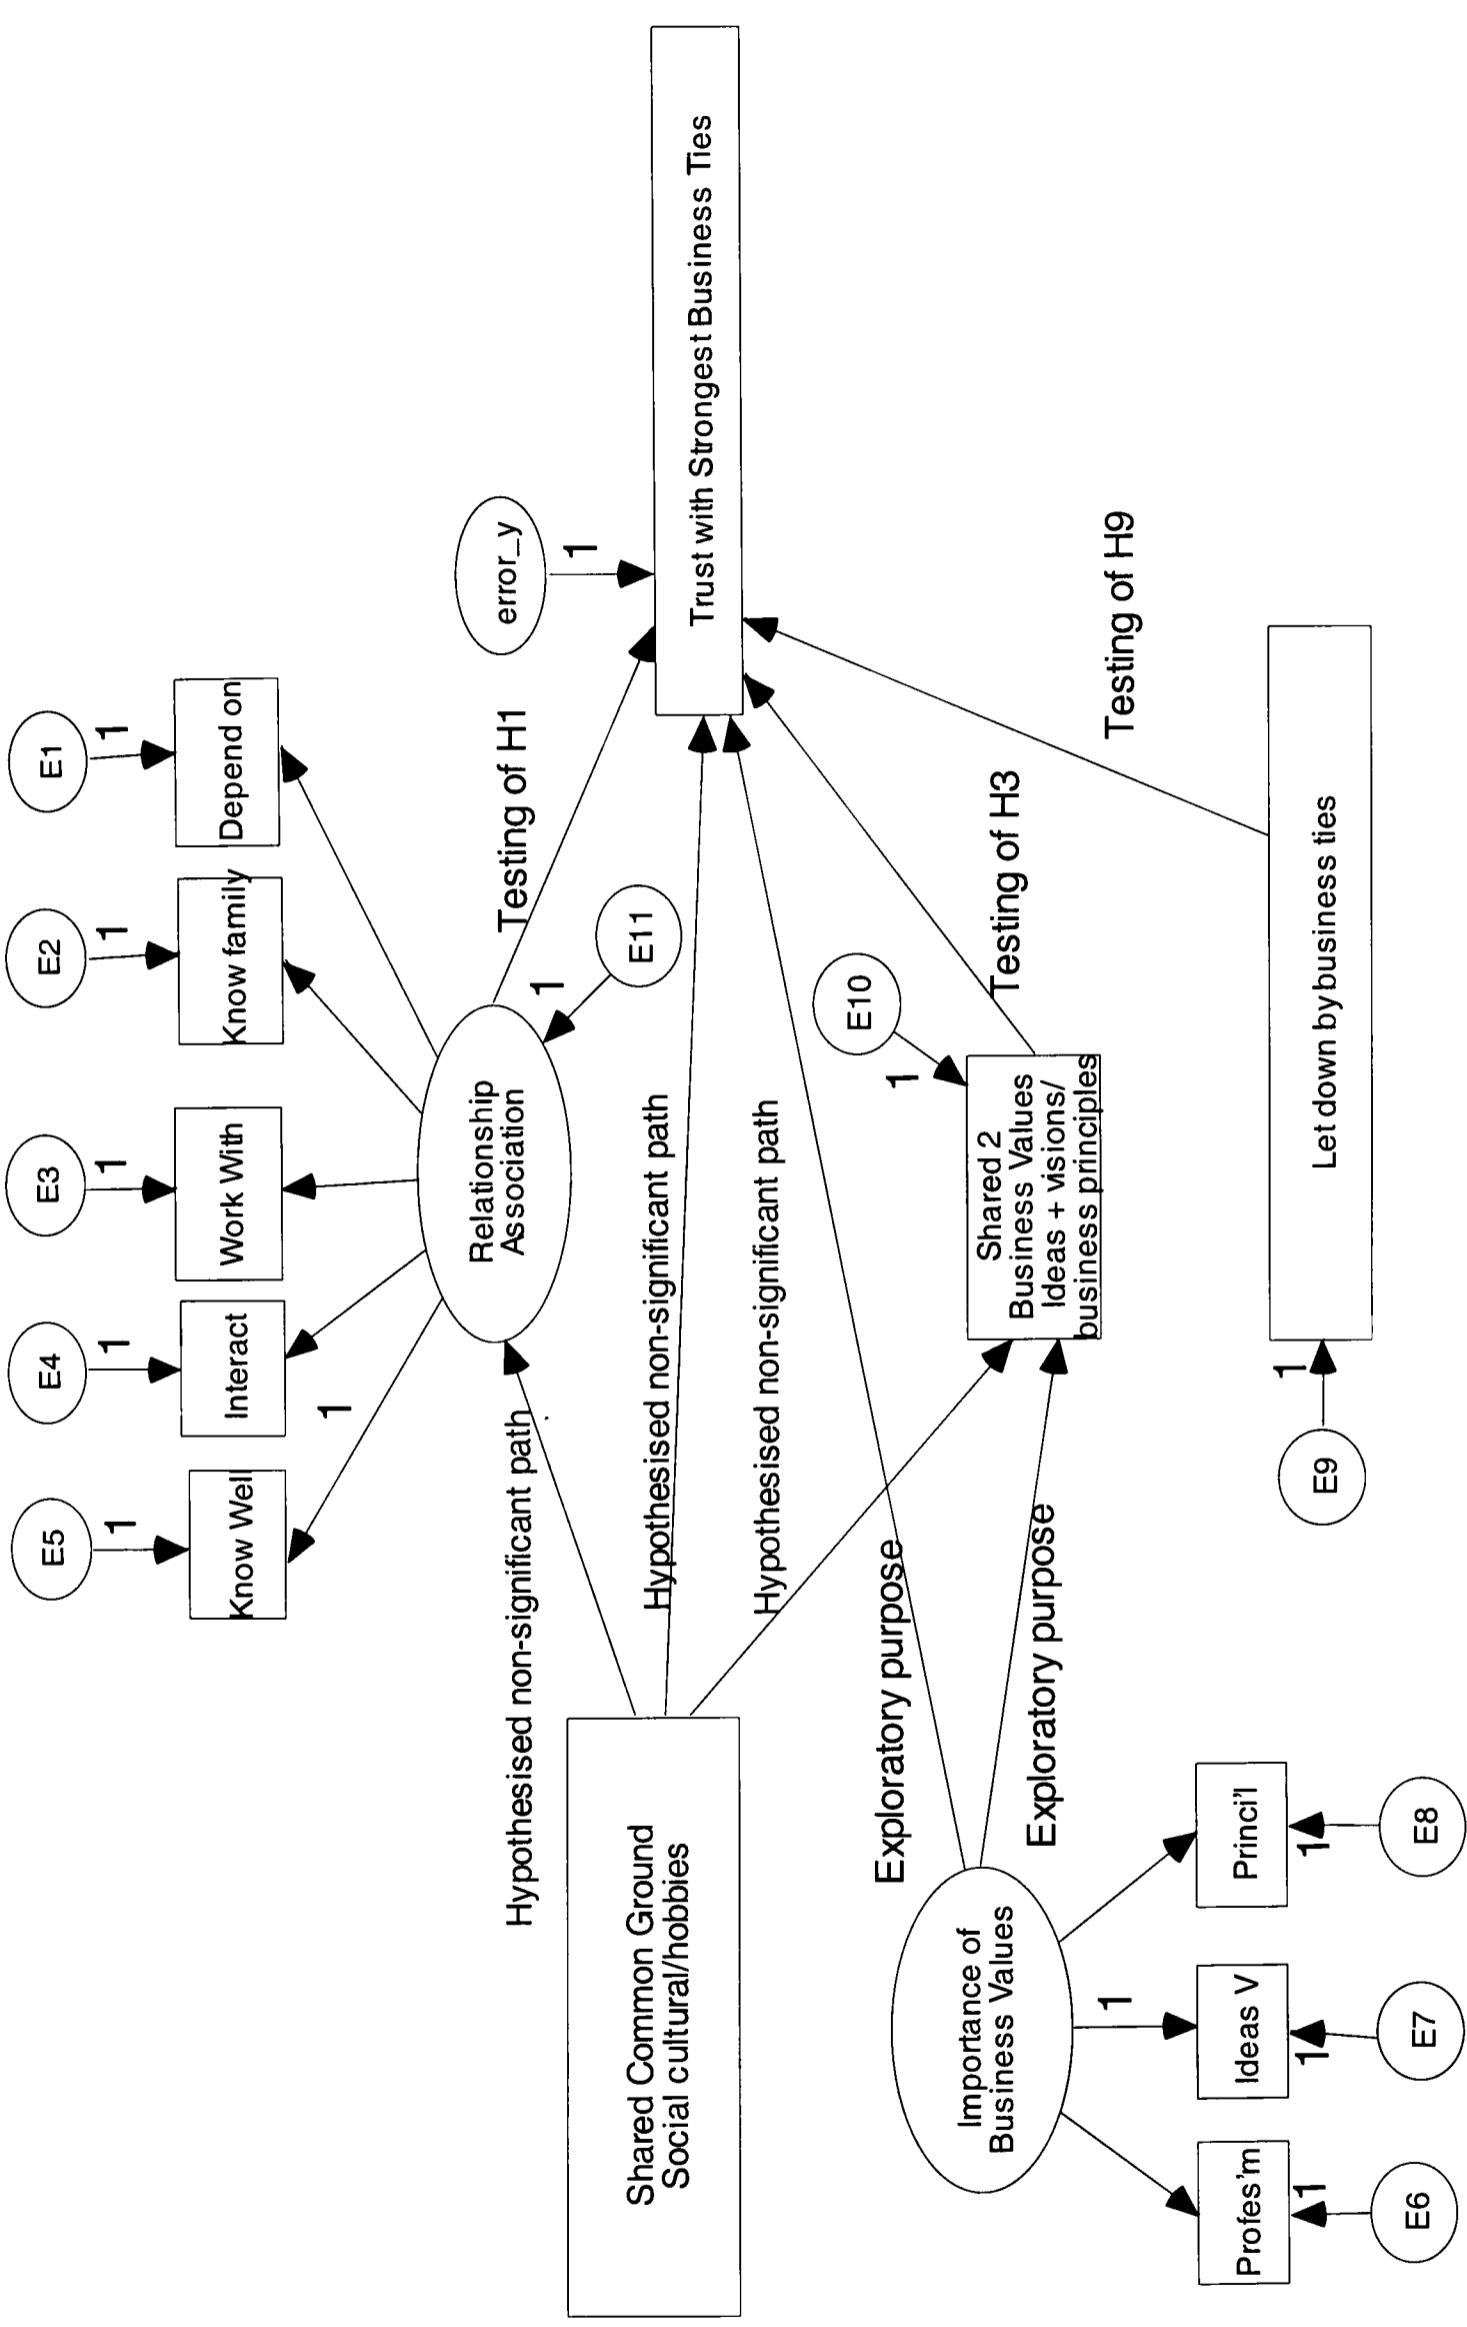 E5
E4
E3
E2
E1
1
1
1
1
1
Know Well
Interact
Work With
Know family
Depend on
1
Relationship
Association
1
E11
error_y
1
Hypothesised non-significant path
Testing of H1
Shared Common Ground
Social cultural/hobbies
Hypothesised non-significant path
Trust with Strongest Business Ties
Hypothesised non-significant path
E10
1
Exploratory purpose
Testing of H3
Importance of
Business Values
Shared 2
Business Values
Ideas + visions/
business principles
Exploratory purpose
Testing of H9
1
Profes'm
Ideas V
Princi'l
1
1
1
E6
E7
E8
1
E9
Let down by business ties